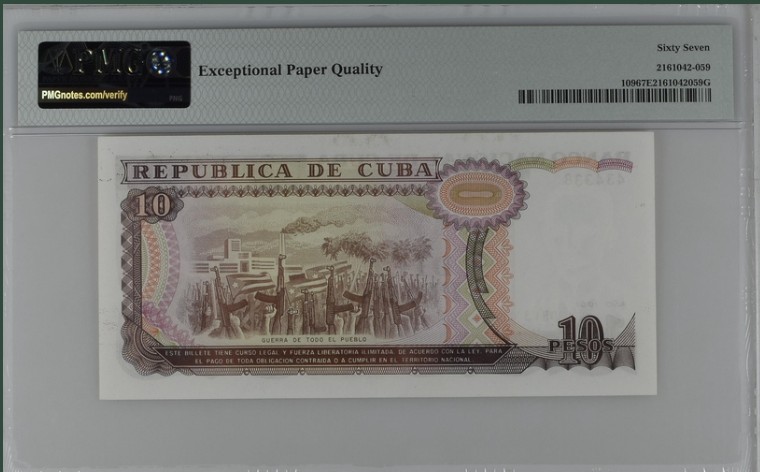 PMG
PMGnotes.com/verify
PMG
Exceptional Paper Quality
Sixty Seven
2161042-059
10967E2161042059G
REPUBLICA DE CUBA
10
GUERRA DE TODO EL PUEBLO
10
PESOS
ESTE BILLETE TIENE CURSO LEGAL Y FUERZA LIBERATORIA ILIMITADA, DE ACUERDO CON LA LEY, PARA
EL PAGO DE TODA OBLIGACION CONTRAIDA O A CUMPLIR EN EL TERRITORIO NACIONAL